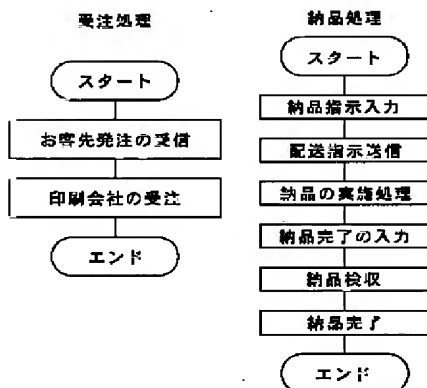 受注処理
スタート
お客先発注の受信
印刷会社の受注
エンド
納品処理
スタート
納品指示入力
配送指示送信
納品の実施処理
納品完了の入力
納品検収
納品完了
エンド